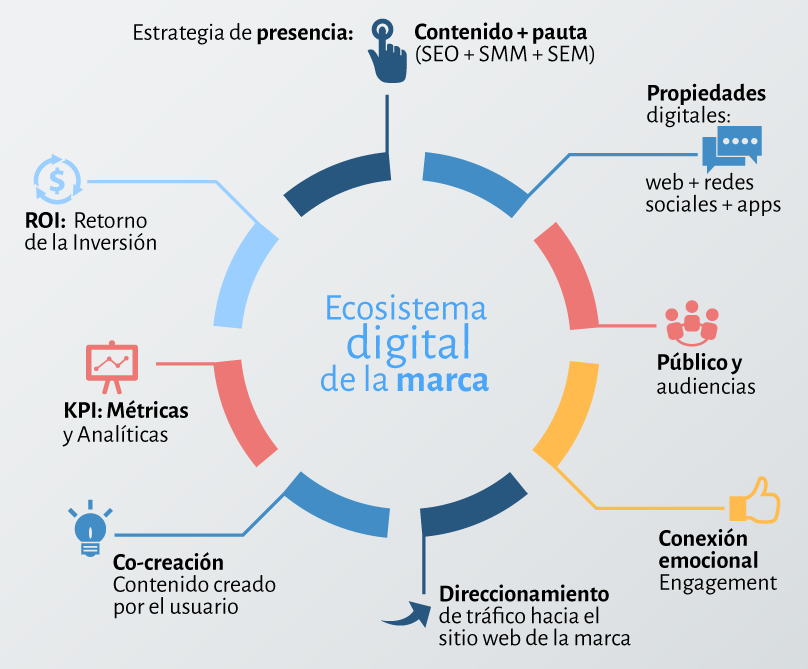 Estrategia de presencia:
Contenido + pauta
(SEO + SMM + SEM)
Propiedades
digitales:
web + redes
sociales + apps
Público y
audiencias
Conexión
emocional
Engagement
Direccionamiento
de tráfico hacia el
sitio web de la marca
Co-creación
Contenido creado
por el usuario
KPI: Métricas
y Analíticas
$
ROI: Retorno
de la Inversión
Ecosistema
digital
de la marca